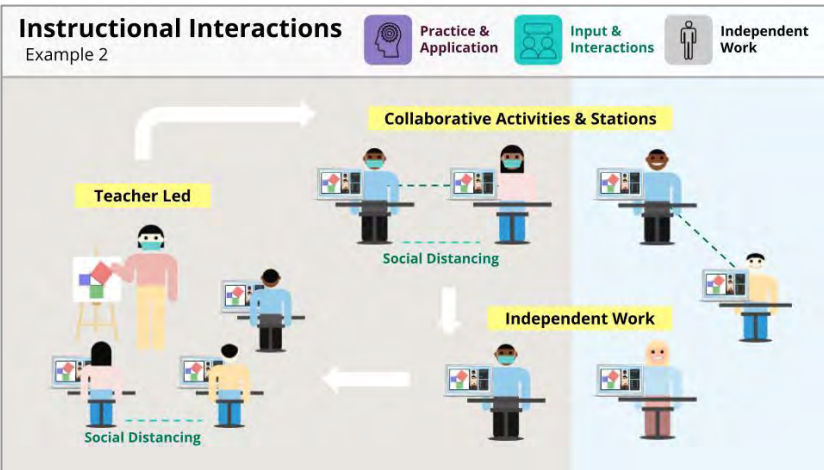 Instructional Interactions
Example 2
Practice &
Application
Input &
Interactions
Independent
Work
Collaborative Activities & Stations
Teacher Led
Social Distancing
Independent Work
Social Distancing